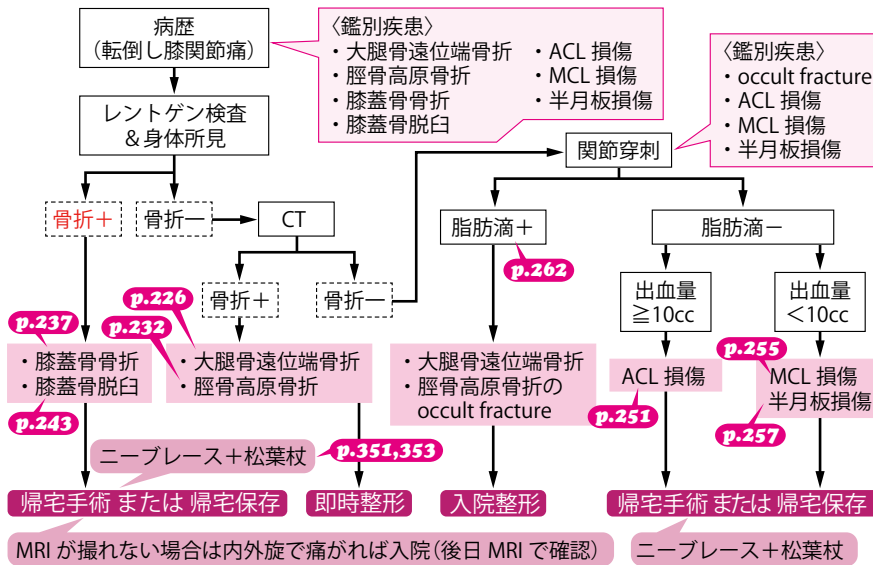 病歴
（転倒し膝関節痛）
〈鑑別疾患〉
・大腿骨遠位端骨折
・脛骨高原骨折
・膝蓋骨骨折
・膝蓋骨脱臼
・ACL 損傷
・MCL 損傷
・半月板損傷
〈鑑別疾患〉
・occult fracture
・ACL 損傷
・MCL 損傷
・半月板損傷
レントゲン検査
＆身体所見
関節穿刺
骨折＋
骨折ー
CT
脂肪滴＋
脂肪滴−
p.262
骨折＋
骨折ー
出血量
≧10cc
出血量
＜10cc
p.237
p.226
p.232
p.255
・膝蓋骨骨折
・膝蓋骨脱臼
・大腿骨遠位端骨折
・脛骨高原骨折
・大腿骨遠位端骨折
・脛骨高原骨折の
occult fracture
ACL 損傷
MCL 損傷
半月板損傷
p.243
p.251
p.257
ニーブレース＋松葉杖
p.351,353
帰宅手術 または 帰宅保存
即時整形
入院整形
帰宅手術 または 帰宅保存
MRI が撮れない場合は内外旋で痛がれば入院（後日 MRI で確認）
ニーブレース＋松葉杖